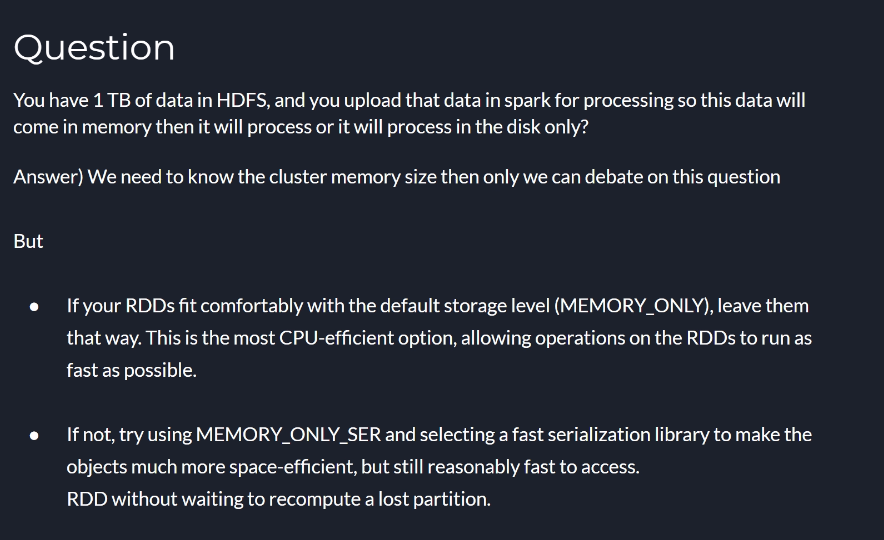 Question
You have 1 TB of data in HDFS, and you upload that data in spark for processing so this data will
come in memory then it will process or it will process in the disk only?
Answer) We need to know the cluster memory size then only we can debate on this question
But
● If your RDDs fit comfortably with the default storage level (MEMORY_ONLY), leave them
that way. This is the most CPU-efficient option, allowing operations on the RDDs to run as
fast as possible.
● If not, try using MEMORY_ONLY_SER and selecting a fast serialization library to make the
objects much more space-efficient, but still reasonably fast to access.
RDD without waiting to recompute a lost partition.